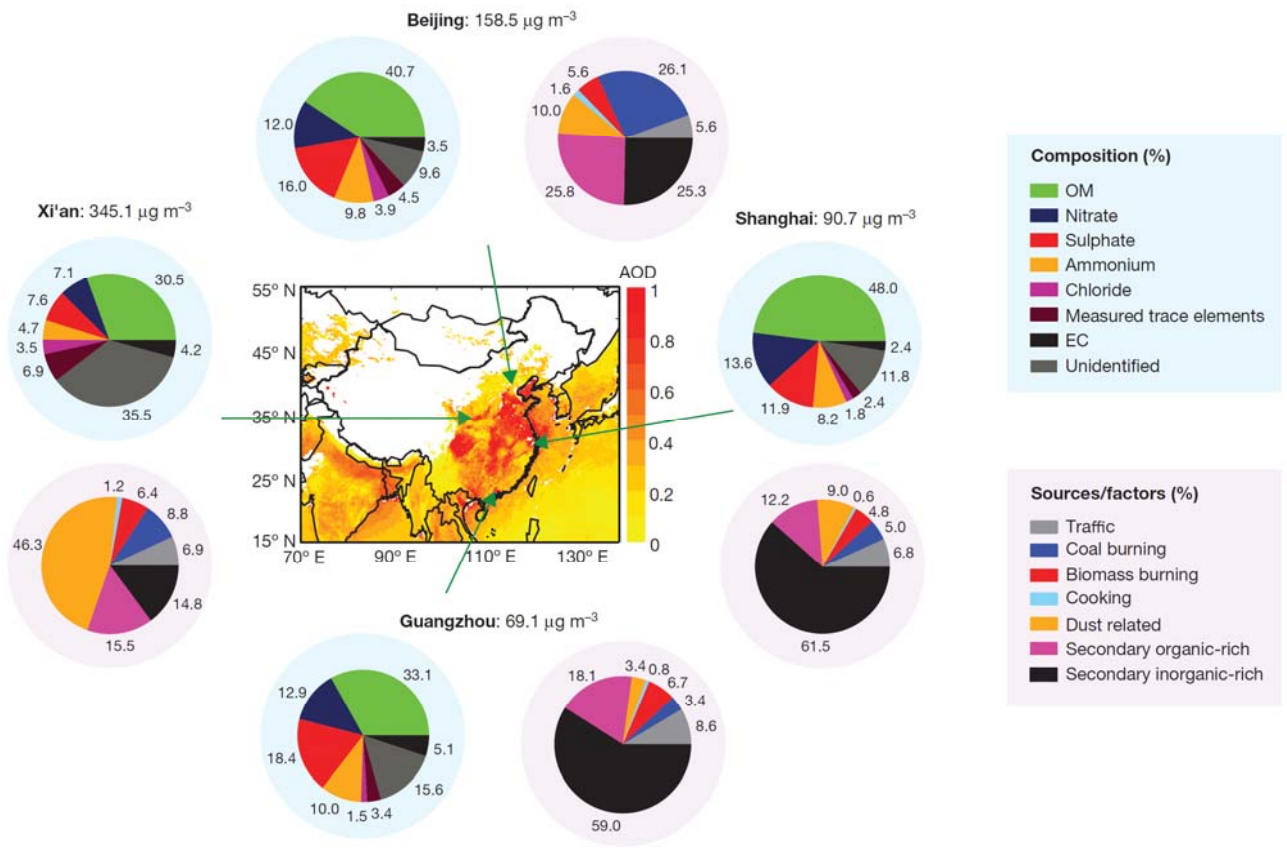 Beijing: 158.5 μg m⁻³
40.7
12.0
16.0
9.8
3.9
4.5
9.6
3.5
5.6
26.1
1.6
10.0
5.6
25.8
25.3
Xi'an: 345.1 μg m⁻³
7.1
30.5
7.6
4.7
3.5
6.9
4.2
35.5
1.2
6.4
8.8
46.3
6.9
14.8
15.5
AOD
55° N
45° N
35° N
25° N
15° N
70° E
90° E
110° E
130° E
1
0.8
0.6
0.4
0.2
0
Shanghai: 90.7 μg m⁻³
48.0
13.6
2.4
11.8
11.9
2.4
8.2
1.8
12.2
9.0
0.6
4.8
5.0
6.8
61.5
Guangzhou: 69.1 μg m⁻³
33.1
12.9
18.4
5.1
15.6
10.0
1.5
3.4
18.1
3.4
0.8
6.7
3.4
8.6
59.0
Composition (%)
OM
Nitrate
Sulphate
Ammonium
Chloride
Measured trace elements
EC
Unidentified
Sources/factors (%)
Traffic
Coal burning
Biomass burning
Cooking
Dust related
Secondary organic-rich
Secondary inorganic-rich